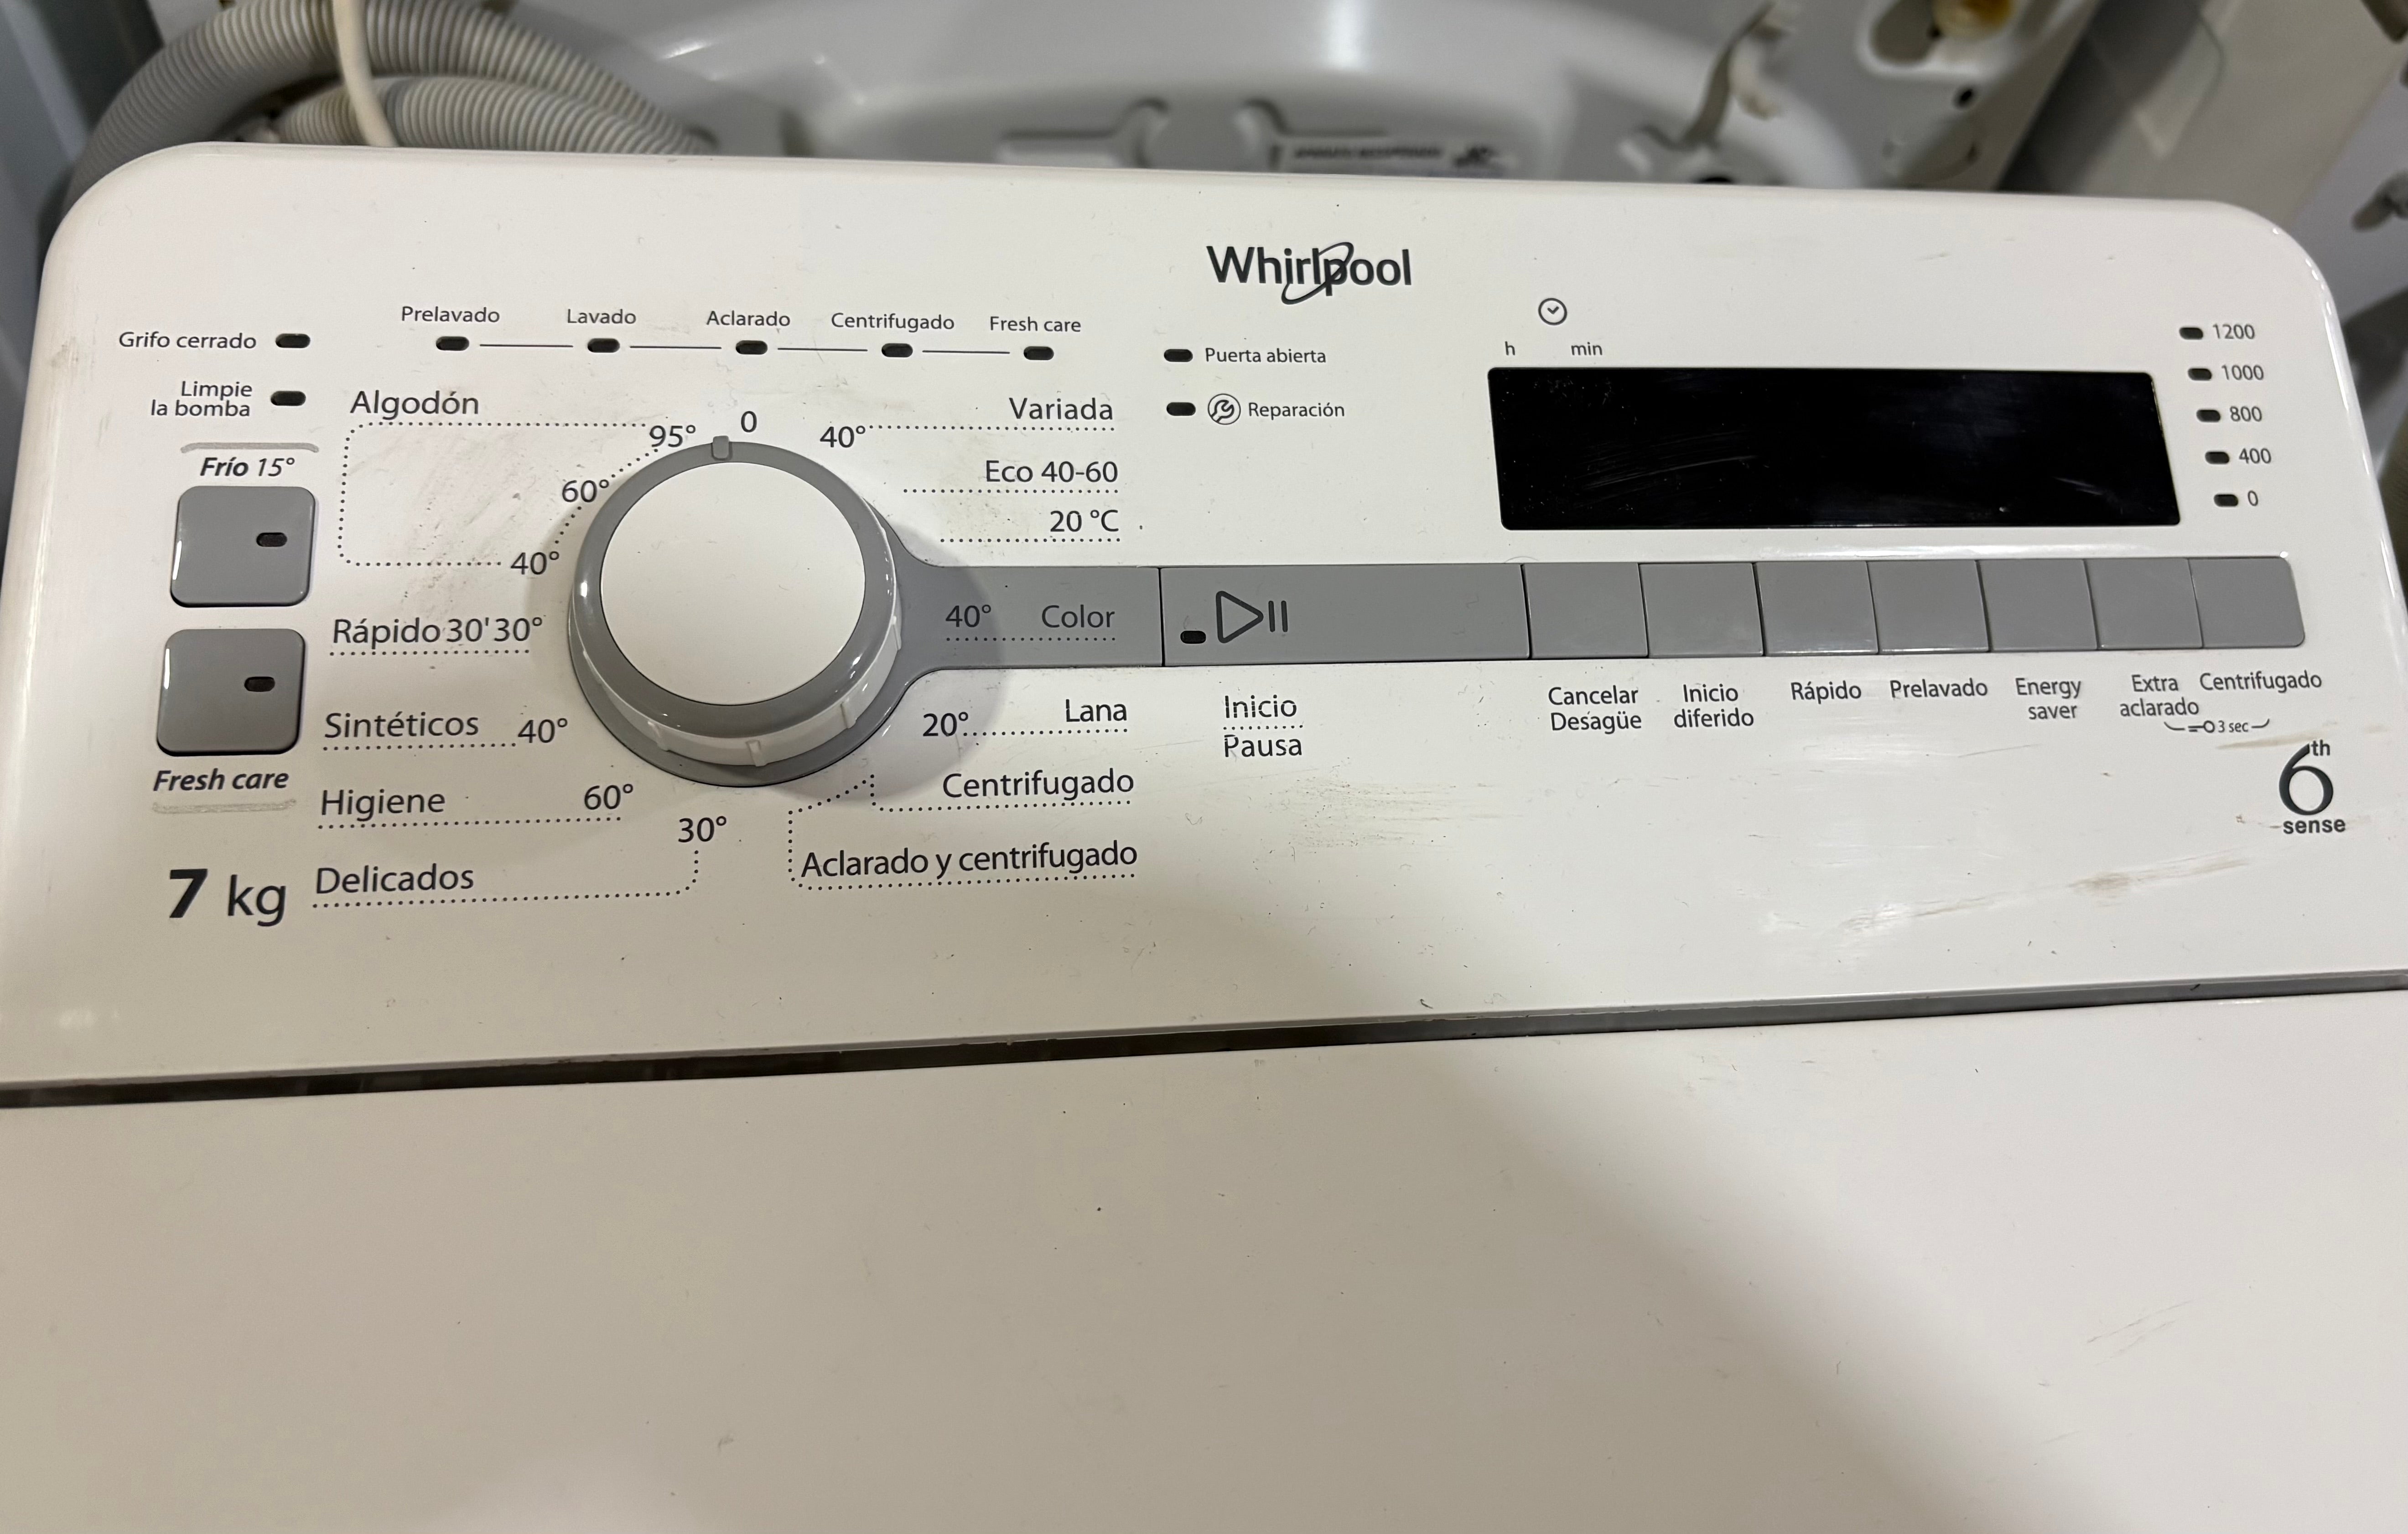 Whirlpool
Grifo cerrado
Limpie
la bomba
Prelavado
Lavado
Aclarado
Centrifugado
Fresh care
Puerta abierta
Reparación
h
min
1200
1000
800
400
0
Frío 15°
Fresh care
7 kg
Algodón
95°
60°
40°
Rápido 30' 30°
Sintéticos 40°
Higiene 60°
Delicados 30°
0
40° Variada
Eco 40-60
20 °C
40° Color
20° Lana
Centrifugado
Aclarado y centrifugado
Inicio
Pausa
Cancelar
Desagüe
Inicio
diferido
Rápido
Prelavado
Energy
saver
Extra
aclarado
Centrifugado
3 sec
6th
sense